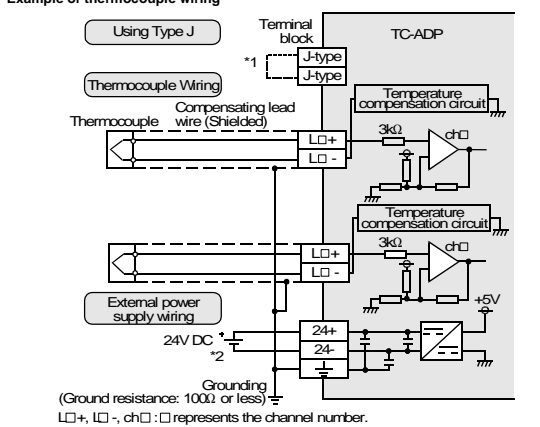 Example of thermocouple wiring
Using Type J
Terminal
block
TC-ADP
*1
J-type
J-type
Thermocouple Wiring
Temperature
compensation circuit
Compensating lead
wire (Shielded)
Thermocouple
L□+
L□ -
3kΩ
ch□
Temperature
compensation circuit
3kΩ
ch□
L□+
L□ -
External power
supply wiring
+5V
24V DC
+
*2
24+
24-
Grounding
(Ground resistance: 100Ω or less)
L□+, L□ -, ch□ : □ represents the channel number.